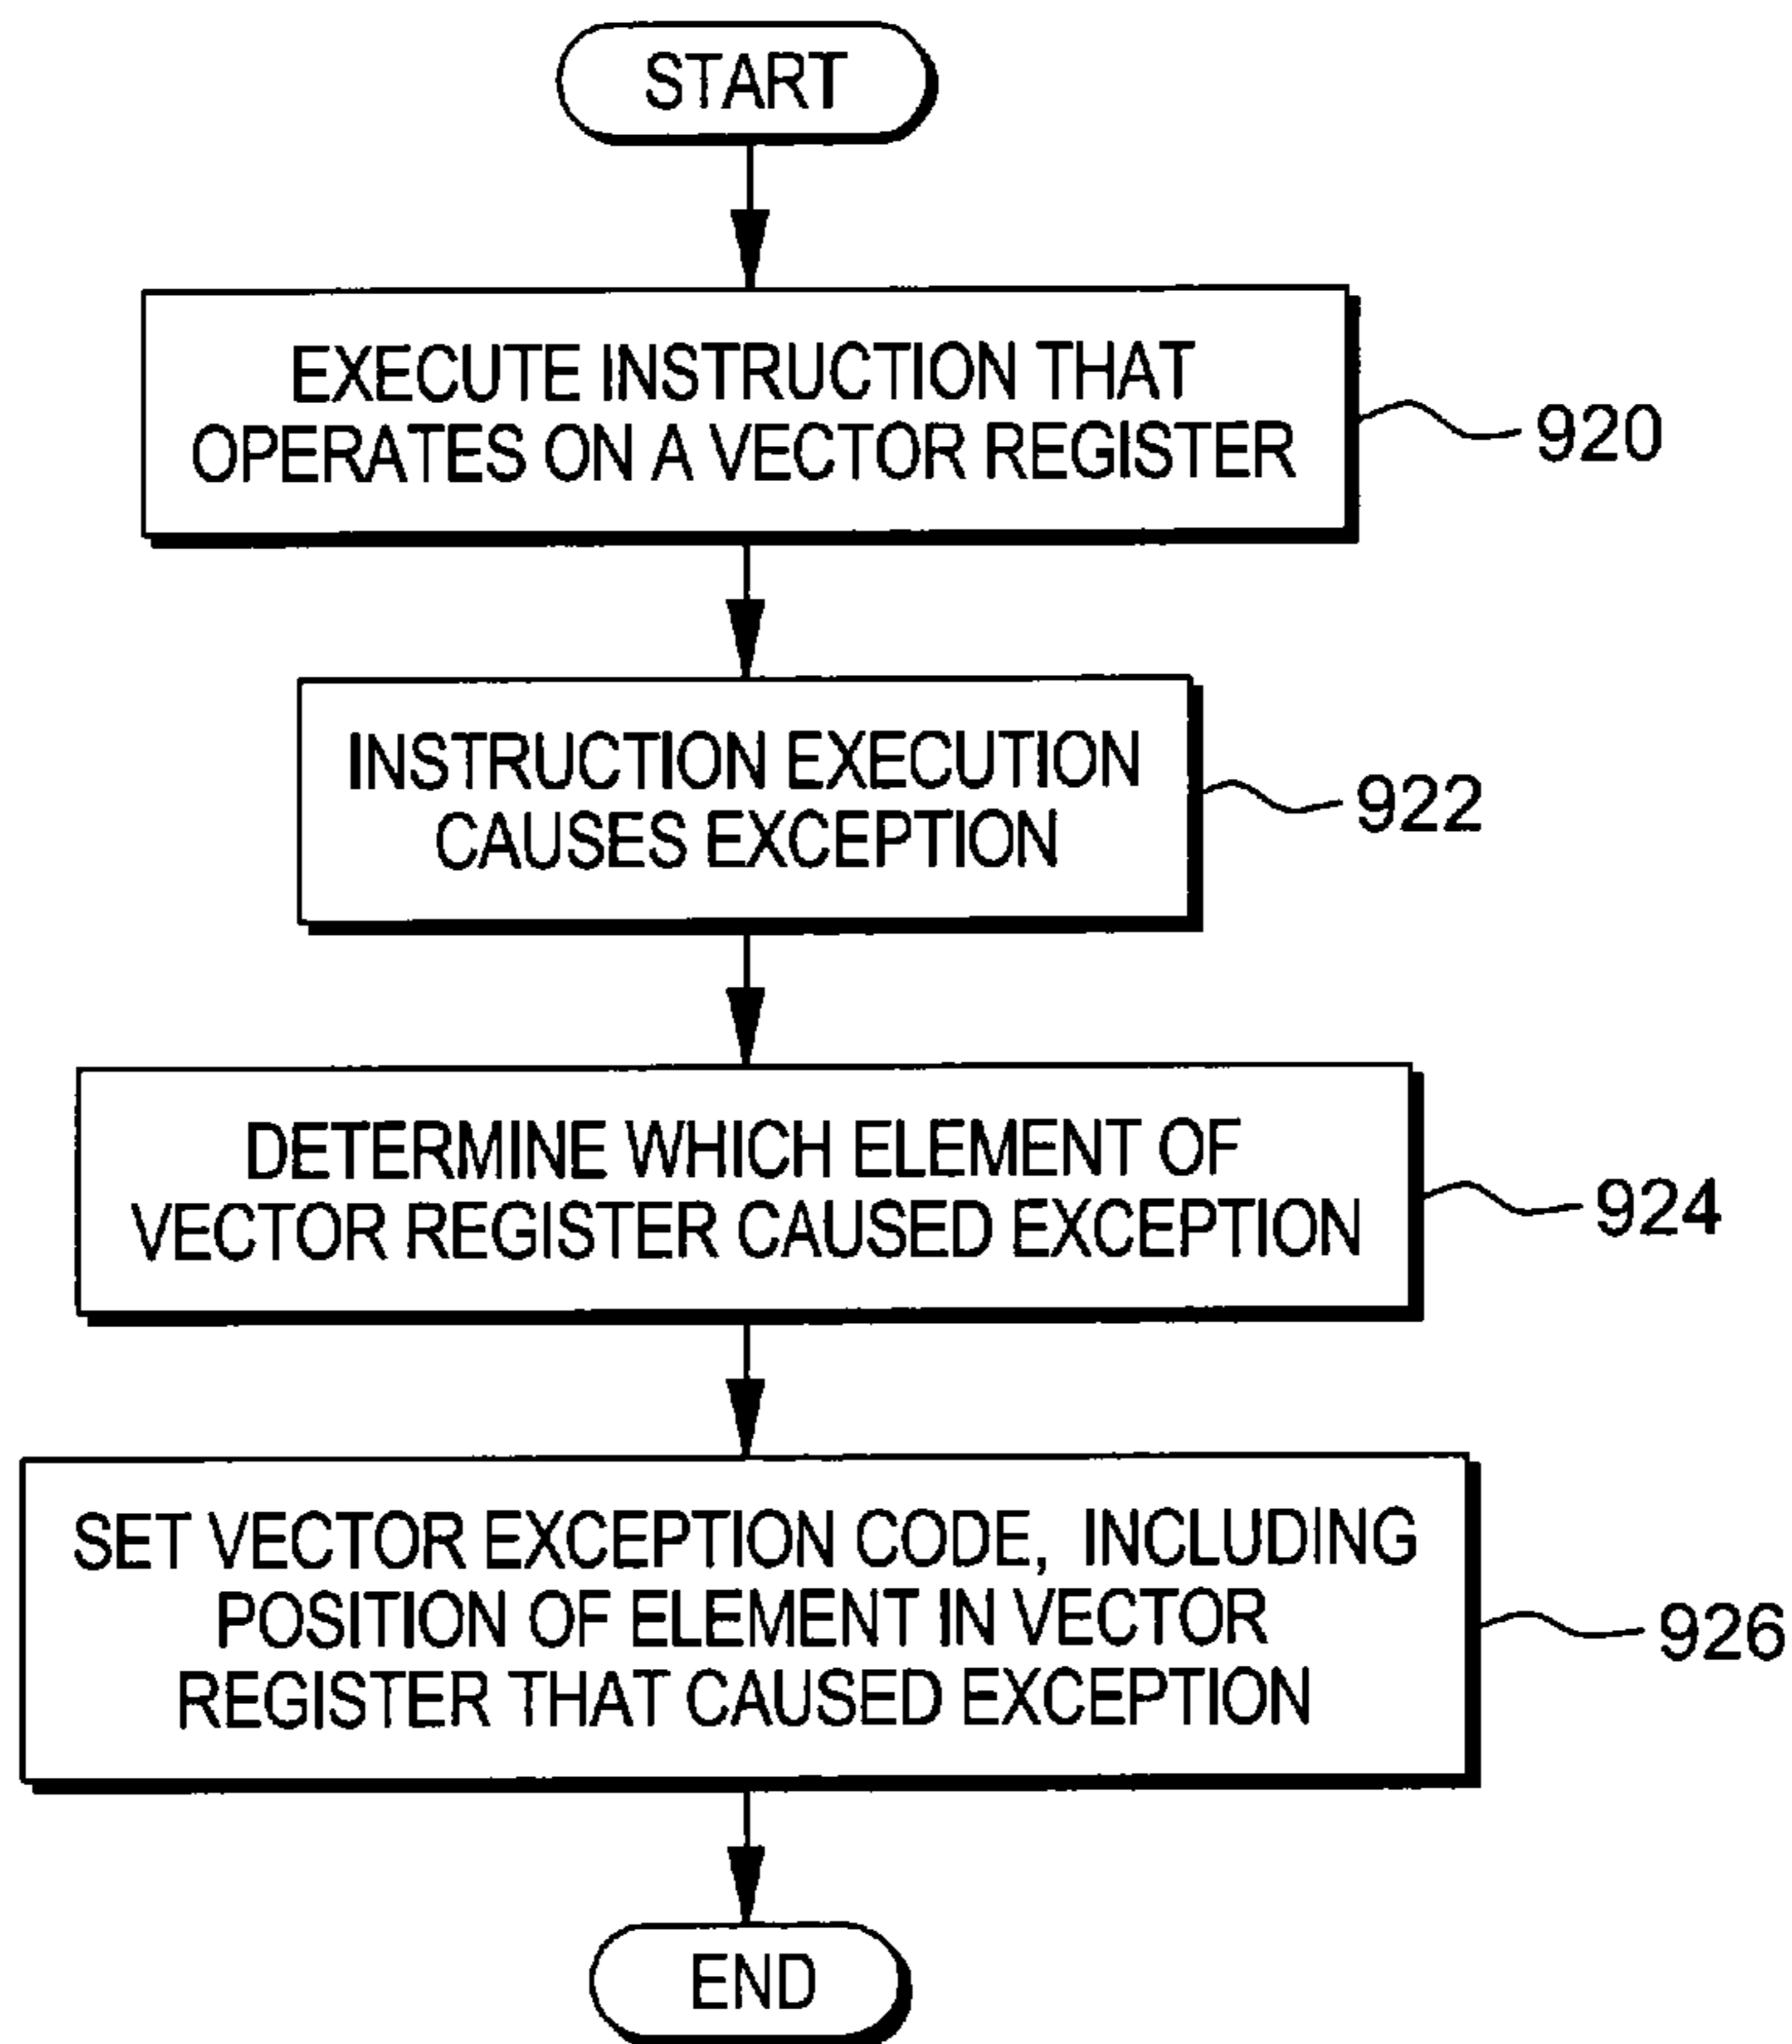 START
EXECUTE INSTRUCTION THAT
OPERATES ON A VECTOR REGISTER
920
INSTRUCTION EXECUTION
CAUSES EXCEPTION
922
DETERMINE WHICH ELEMENT OF
VECTOR REGISTER CAUSED EXCEPTION
924
SET VECTOR EXCEPTION CODE, INCLUDING
POSITION OF ELEMENT IN VECTOR
REGISTER THAT CAUSED EXCEPTION
926
END